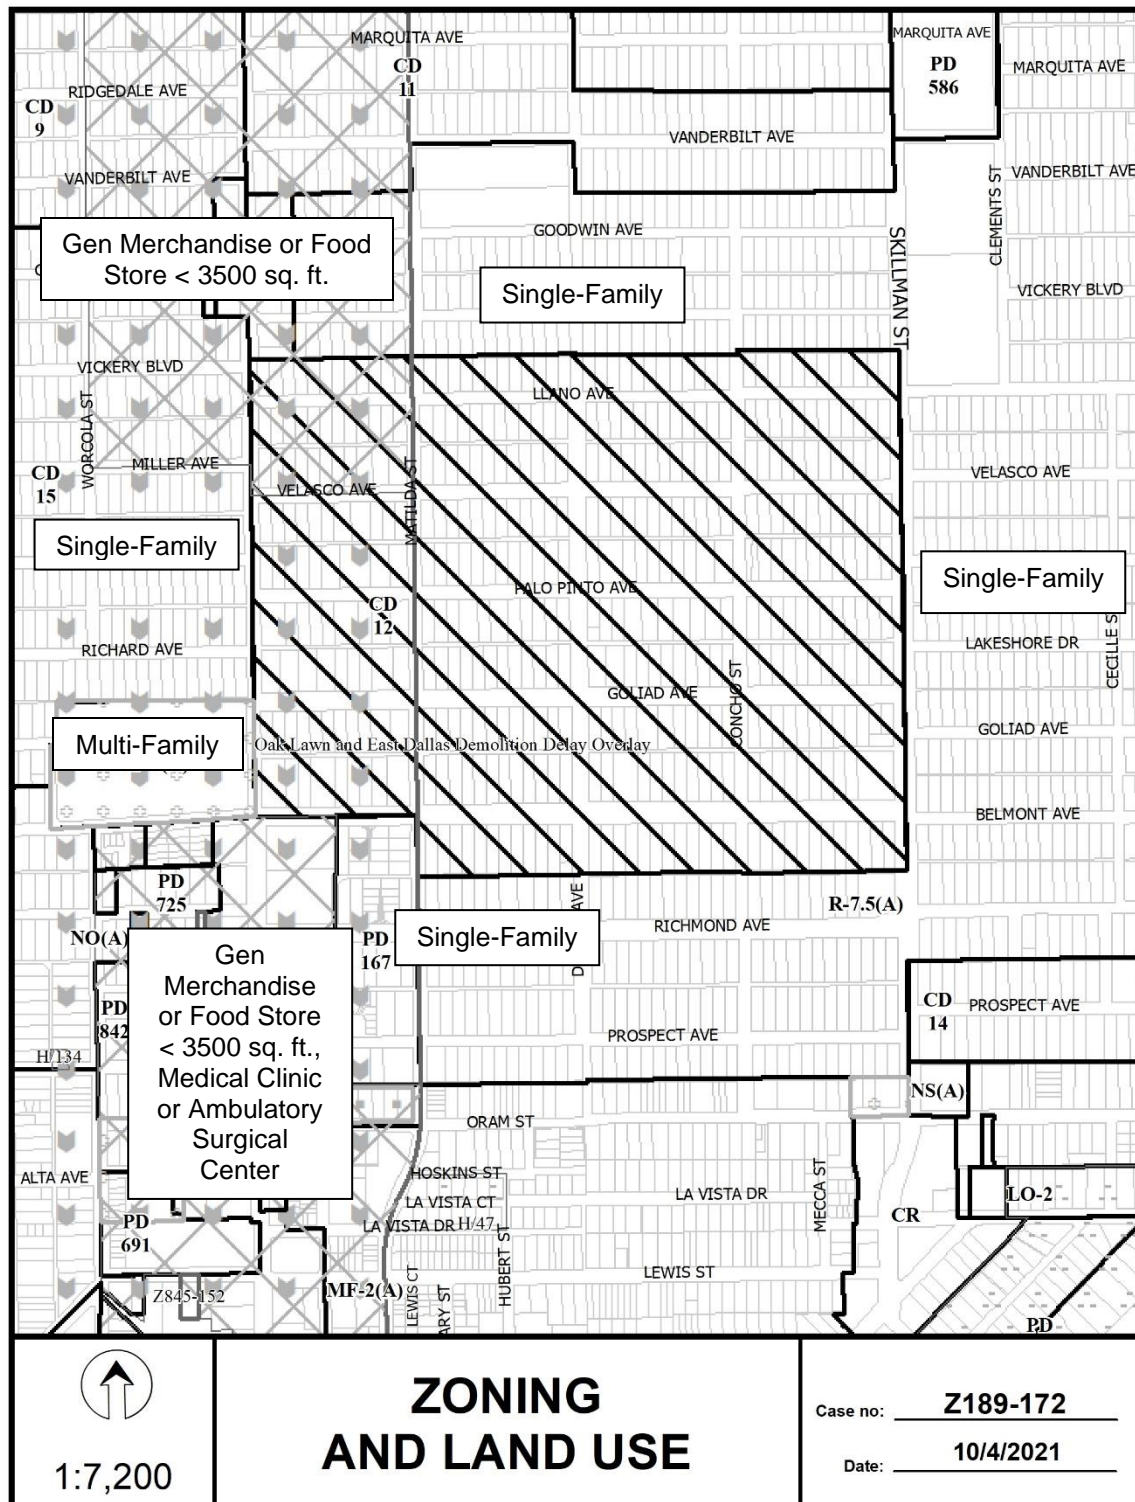 MARQUITA AVE
MARQUITA AVE
CD
11
PD
586
MARQUITA AVE
RIDGEDALE AVE
CD
9
VANDERBILT AVE
VANDERBILT AVE
VANDERBILT AVE
CLEMENTS ST
GOODWIN AVE
SKILLMAN ST
Gen Merchandise or Food
Store < 3500 sq. ft.
Single-Family
VICKERY BLVD
VICKERY BLVD
LLANO AVE
WORCOLA ST
MILLER AVE
CD
15
VELASCO AVE
MATILDA ST
VELASCO AVE
Single-Family
PALO PINTO AVE
Single-Family
CD
12
RICHARD AVE
LAKESHORE DR
CECILLE S
GOLIAD AVE
CONCHO ST
GOLIAD AVE
Multi-Family
Oak Lawn and East Dallas Demolition Delay Overlay
BELMONT AVE
PD
725
AVE
R-7.5(A)
RICHMOND AVE
NO(A)
PD
167
Single-Family
Gen
Merchandise
or Food Store
< 3500 sq. ft.,
Medical Clinic
or Ambulatory
Surgical
Center
PD
842
CD
14
PROSPECT AVE
PROSPECT AVE
H/134
NS(A)
ORAM ST
ALTA AVE
HOSKINS ST
LA VISTA CT
LA VISTA DR
H/47
HUBERT ST
LA VISTA DR
MECCA ST
LO-2
CR
PD
691
LEWIS ST
Z845-152
MF-2(A)
LEWIS CT
ARY ST
PD
1:7,200
ZONING
AND LAND USE
Case no: Z189-172
Date: 10/4/2021